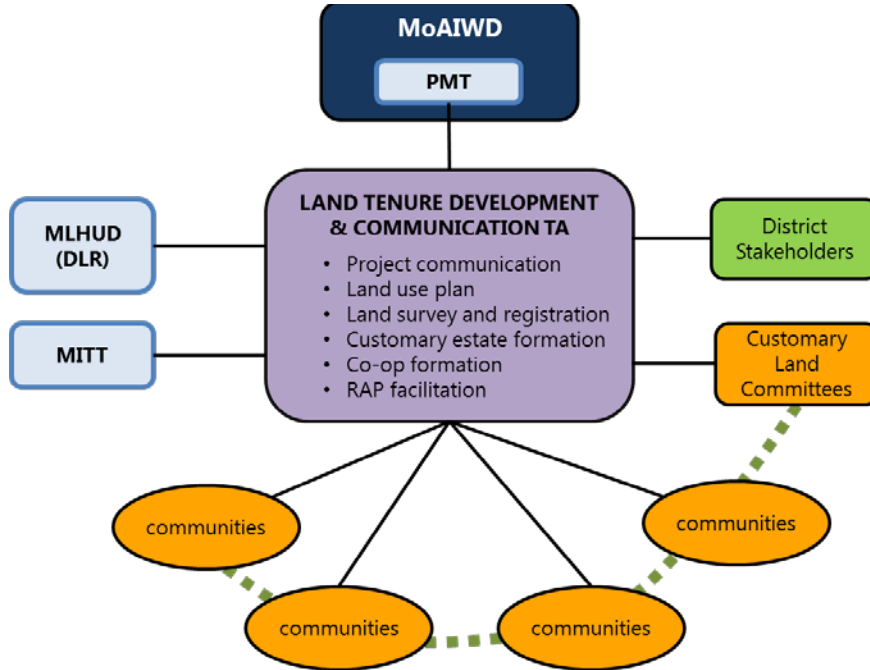 MoAIWD
PMT
LAND TENURE DEVELOPMENT
& COMMUNICATION TA
• Project communication
• Land use plan
• Land survey and registration
• Customary estate formation
• Co-op formation
• RAP facilitation
MLHUD
(DLR)
MITT
District
Stakeholders
Customary
Land
Committees
communities
communities
communities
communities